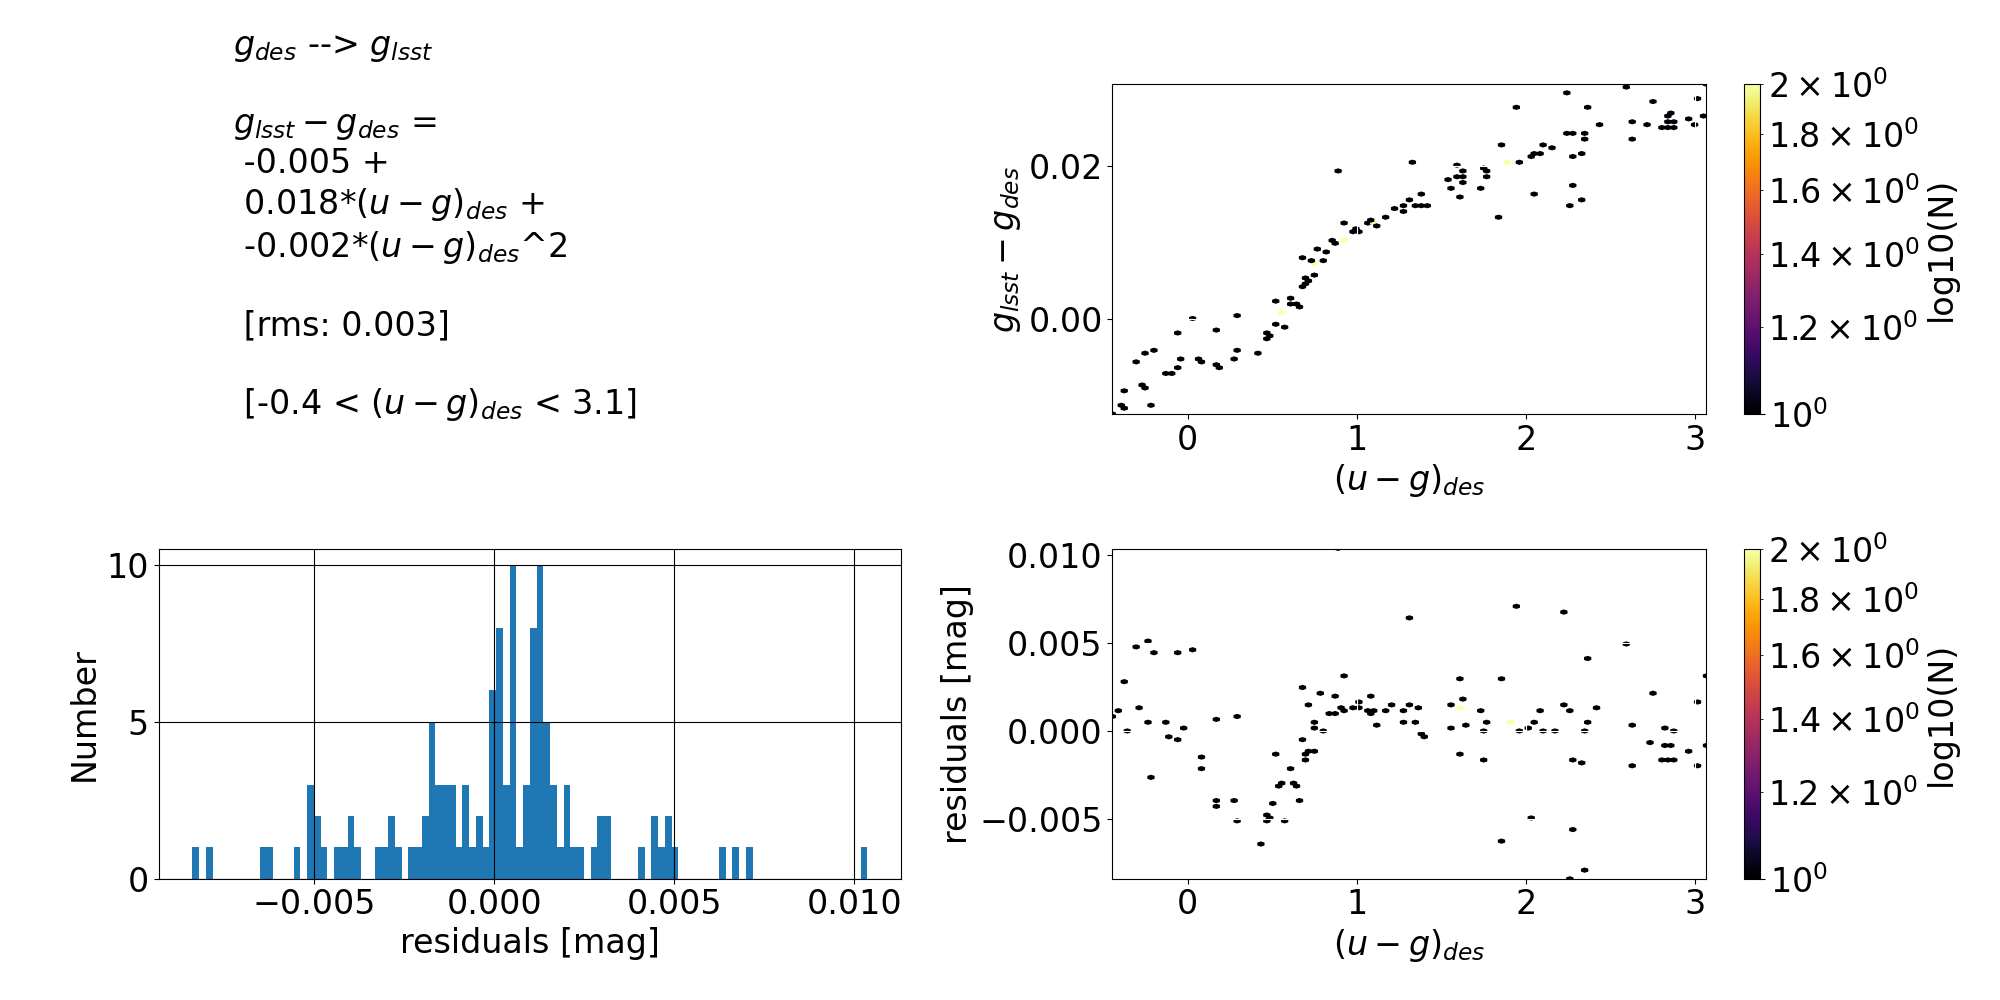 g_des --> g_lsst
g_lsst − g_des =
-0.005 +
0.018*(u − g)_des +
-0.002*(u − g)_des^2
[rms: 0.003]
[-0.4 < (u − g)_des < 3.1]
g_lsst − g_des
0.02
0.00
0 1 2 3
(u − g)_des
2 × 10^0
1.8 × 10^0
1.6 × 10^0
1.4 × 10^0
1.2 × 10^0
10^0
log10(N)
Number
10
5
0
−0.005 0.000 0.005 0.010
residuals [mag]
residuals [mag]
0.010
0.005
0.000
−0.005
0 1 2 3
(u − g)_des
2 × 10^0
1.8 × 10^0
1.6 × 10^0
1.4 × 10^0
1.2 × 10^0
10^0
log10(N)